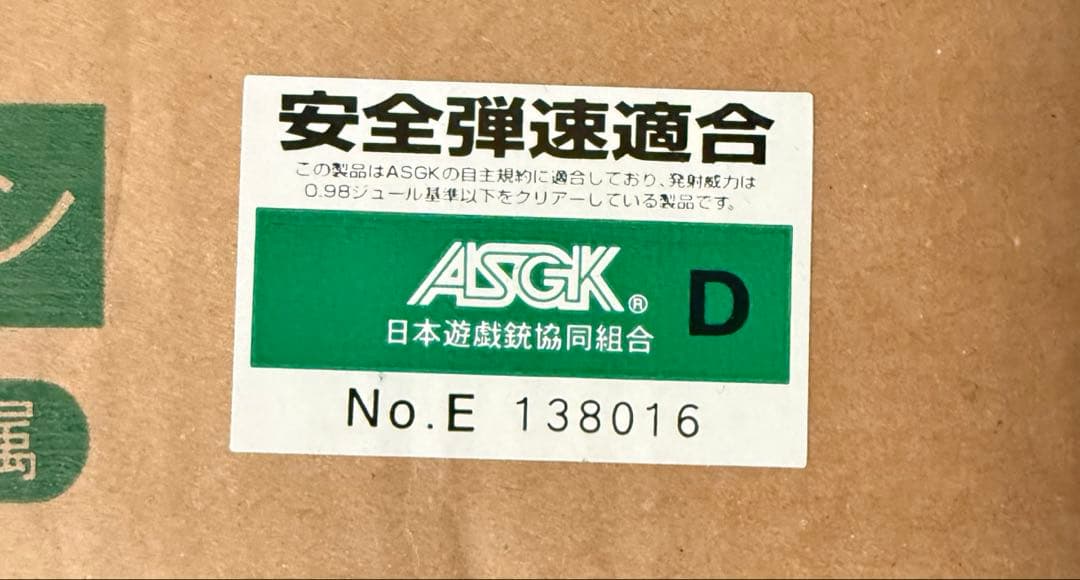 安全弾速適合
この製品はASGKの自主規約に適合しており、発射威力は
0.98ジュール基準以下をクリアーしている製品です。
ASGK® D
日本遊戯銃協同組合
No.E 138016
ン